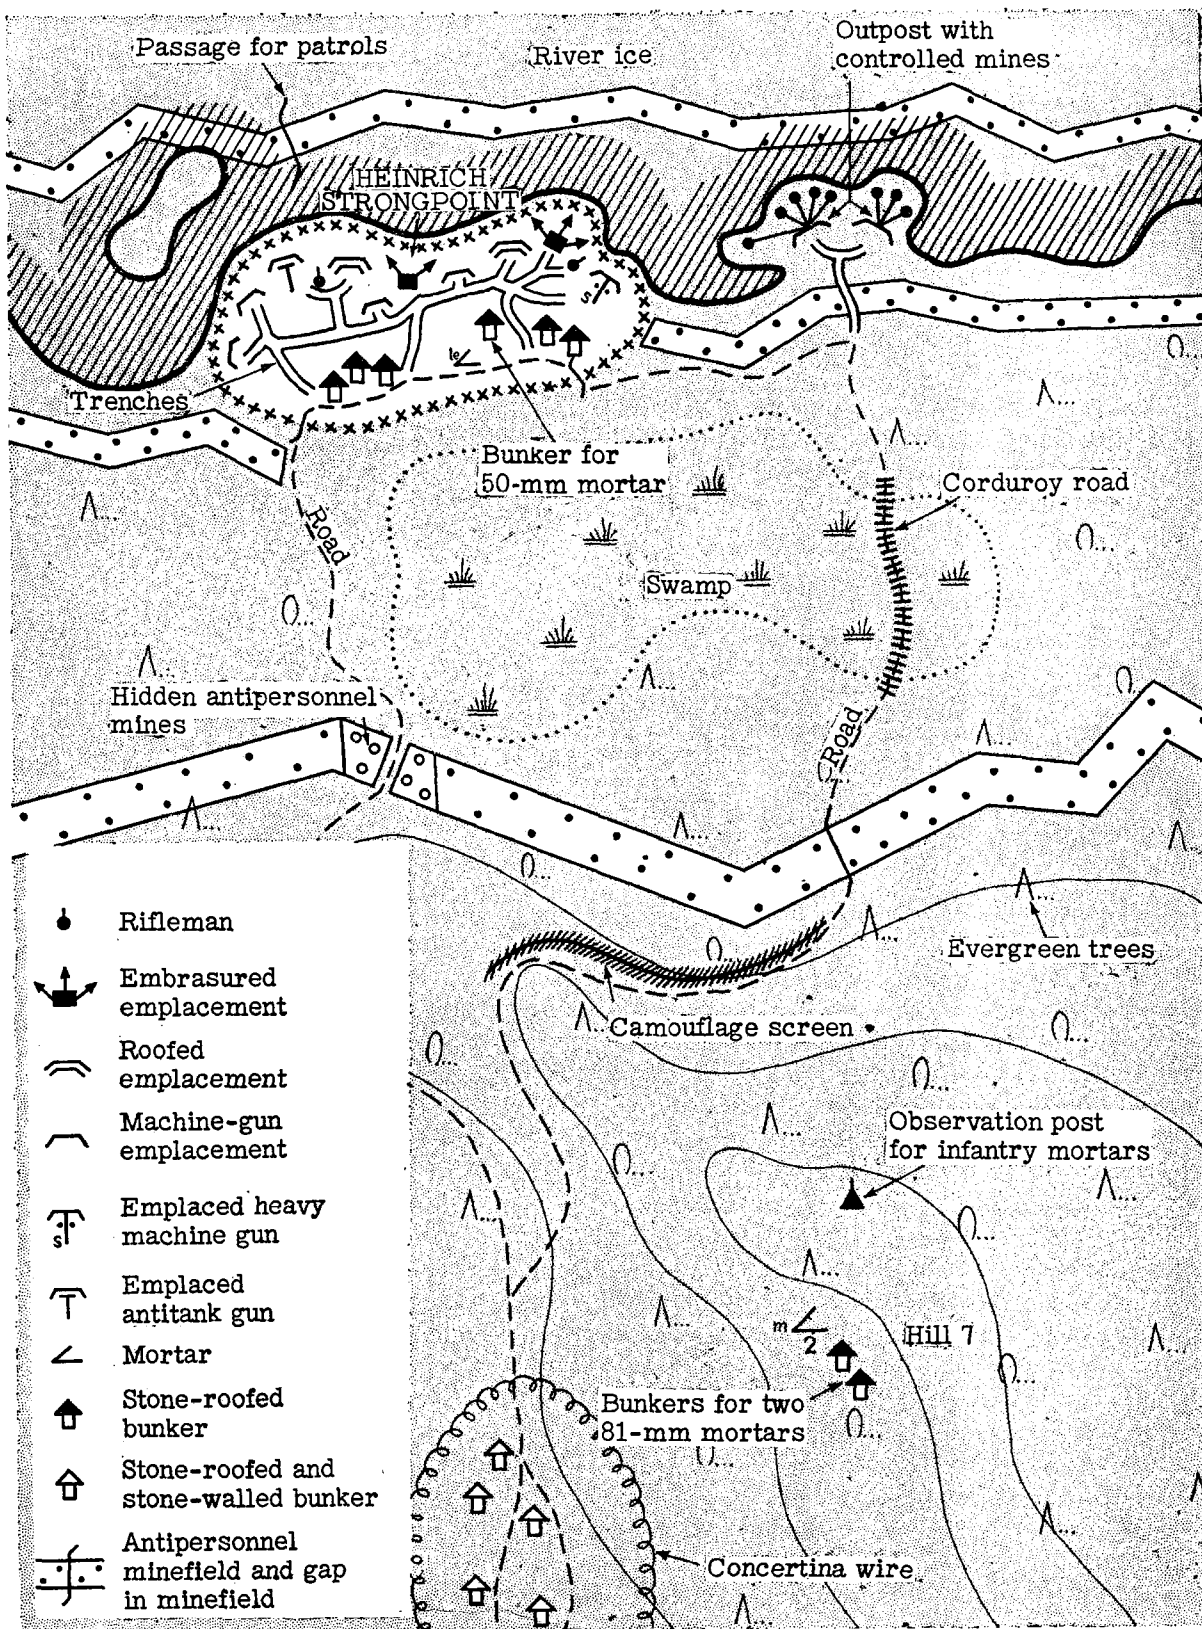 Passage for patrols
River ice
Outpost with
controlled mines
HEINRICH
STRONGPOINT
s
le
Trenches
Bunker for
50-mm mortar
Corduroy road
Road
Swamp
Hidden antipersonnel
mines
Road
Rifleman
Embrasured
emplacement
Roofed
emplacement
Machine-gun
emplacement
s
Emplaced heavy
machine gun
Emplaced
antitank gun
Mortar
Stone-roofed
bunker
Stone-roofed and
stone-walled bunker
Antipersonnel
minefield and gap
in minefield
Evergreen trees
Camouflage screen
Observation post
for infantry mortars
m 2
Hill 7
Bunkers for two
81-mm mortars
Concertina wire